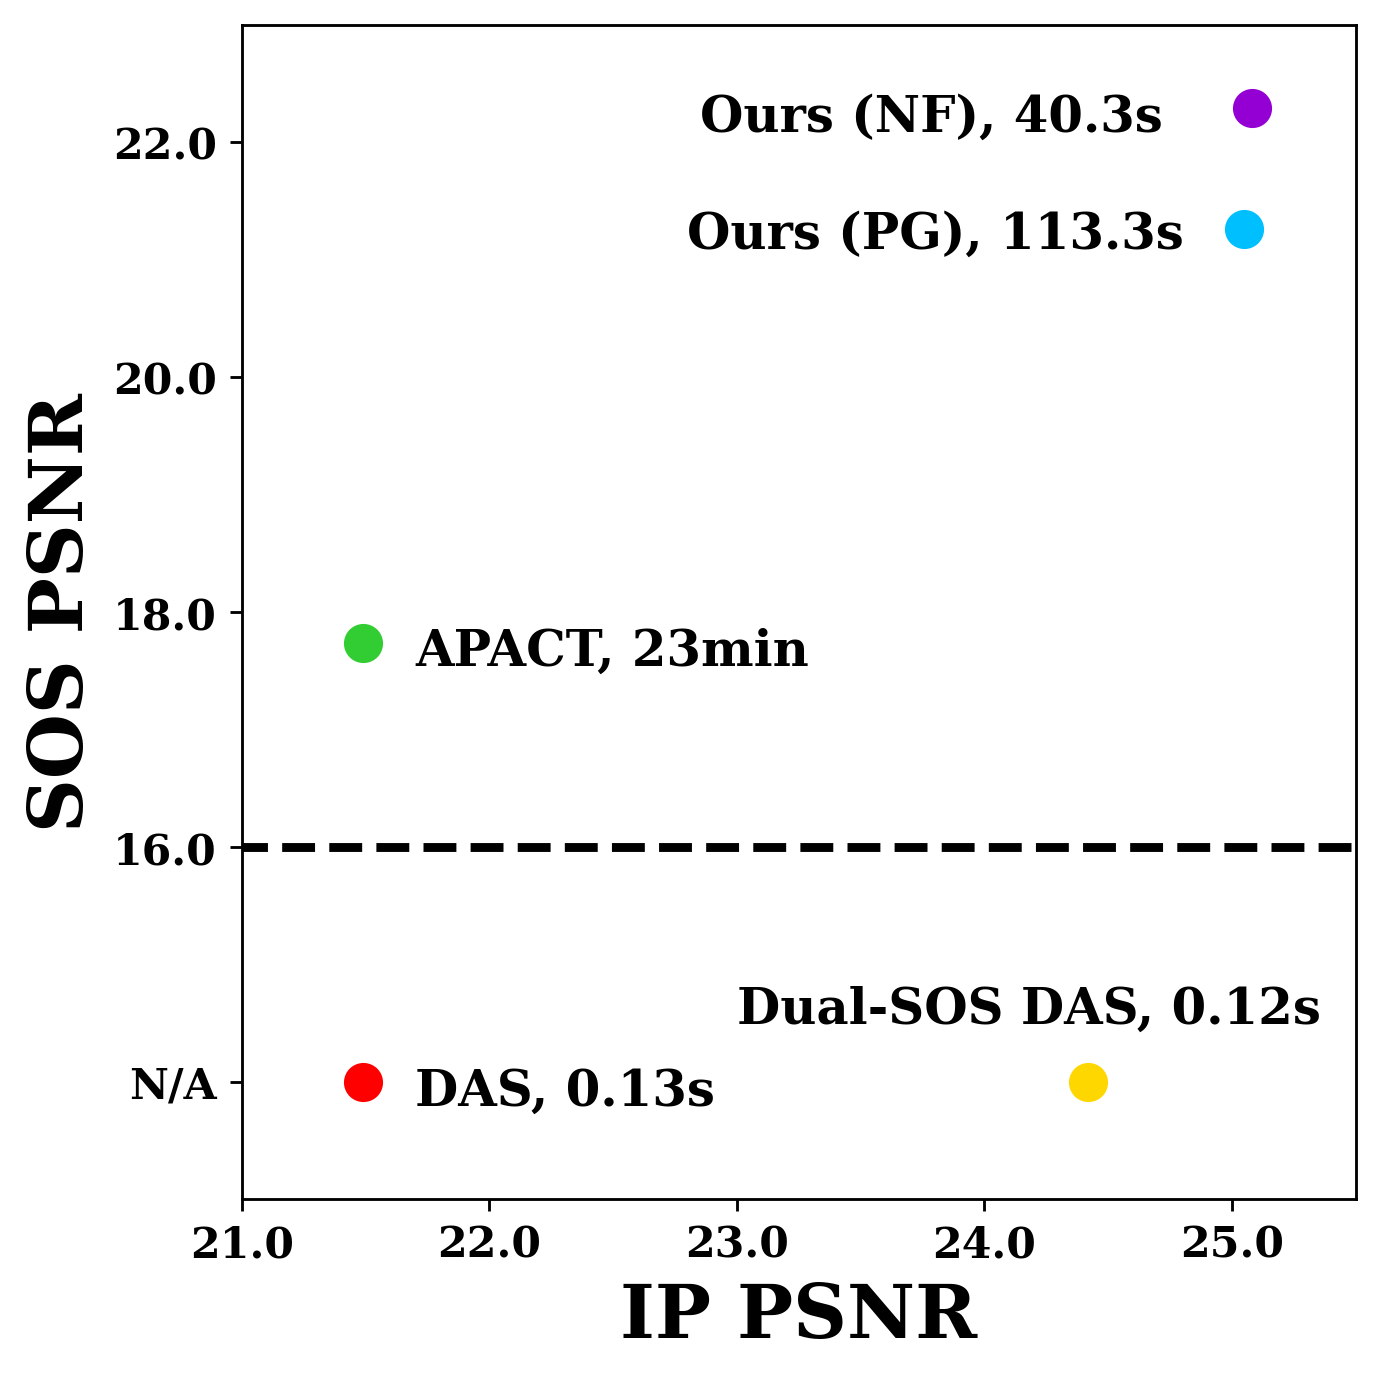 Ours (NF), 40.3s
22.0
Ours (PG), 113.3s
20.0
SOS PSNR
18.0
APACT, 23min
16.0
Dual-SOS DAS, 0.12s
N/A
DAS, 0.13s
21.0 22.0 23.0 24.0 25.0
IP PSNR